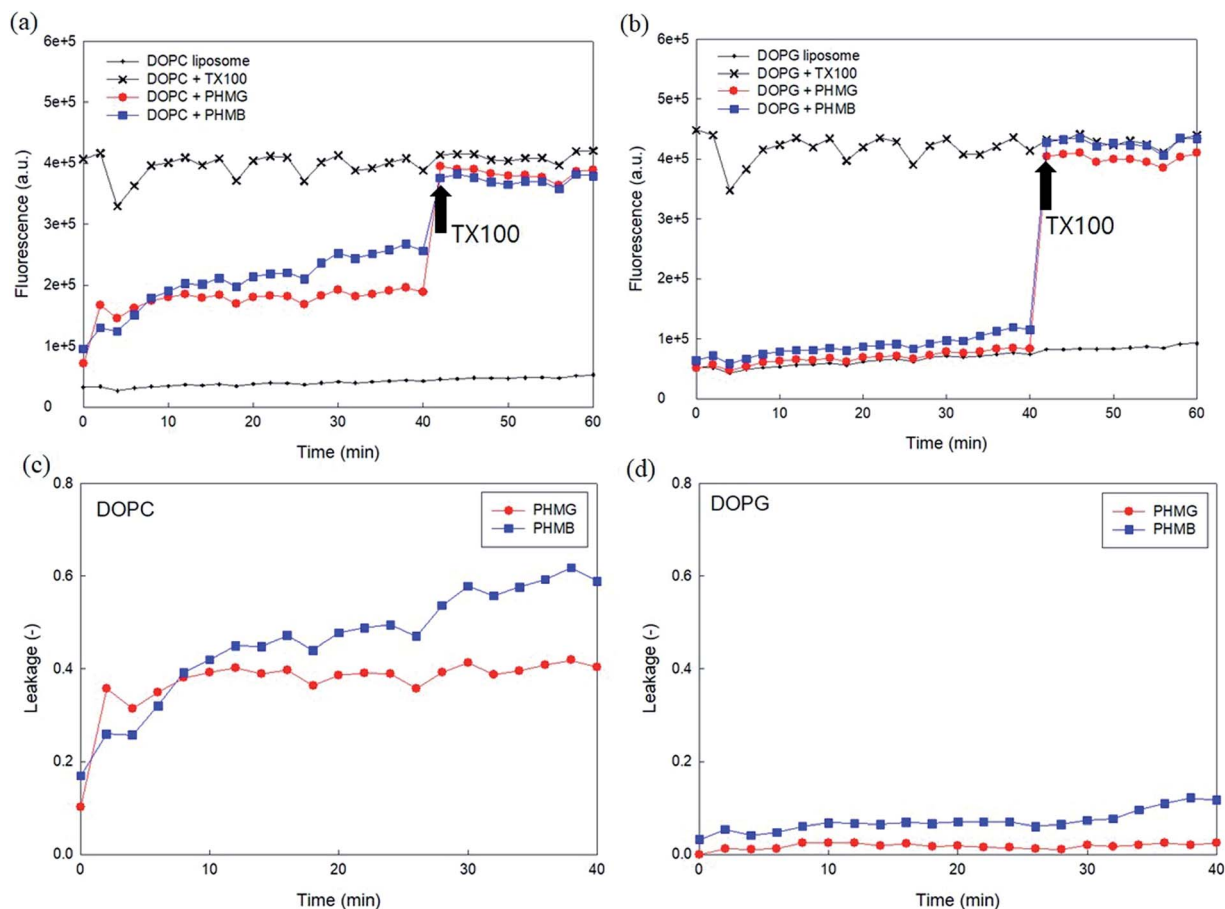 (a)
6e+5
5e+5
4e+5
3e+5
2e+5
1e+5
0
Fluorescence (a.u.)
DOPC liposome
DOPC + TX100
DOPC + PHMG
DOPC + PHMB
TX100
0 10 20 30 40 50 60
Time (min)
(b)
6e+5
5e+5
4e+5
3e+5
2e+5
1e+5
0
Fluorescence (a.u.)
DOPG liposome
DOPG + TX100
DOPG + PHMG
DOPG + PHMB
TX100
0 10 20 30 40 50 60
Time (min)
(c)
0.8
0.6
0.4
0.2
0.0
Leakage (-)
DOPC
PHMG
PHMB
0 10 20 30 40
Time (min)
(d)
0.8
0.6
0.4
0.2
0.0
Leakage (-)
DOPG
PHMG
PHMB
0 10 20 30 40
Time (min)